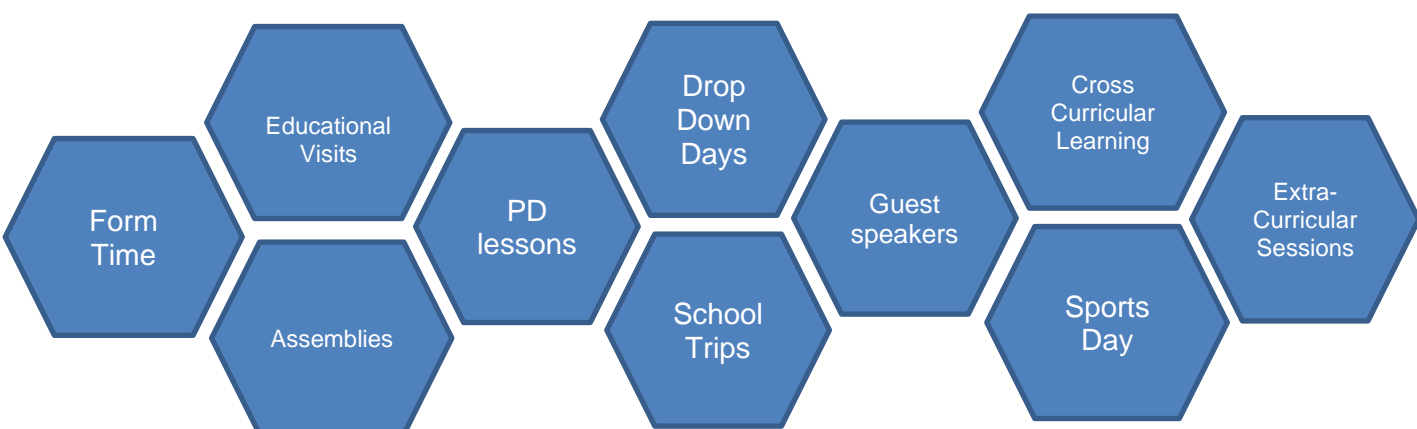 Form
Time
Educational
Visits
Assemblies
PD
lessons
Drop
Down
Days
School
Trips
Guest
speakers
Cross
Curricular
Learning
Sports
Day
Extra-
Curricular
Sessions